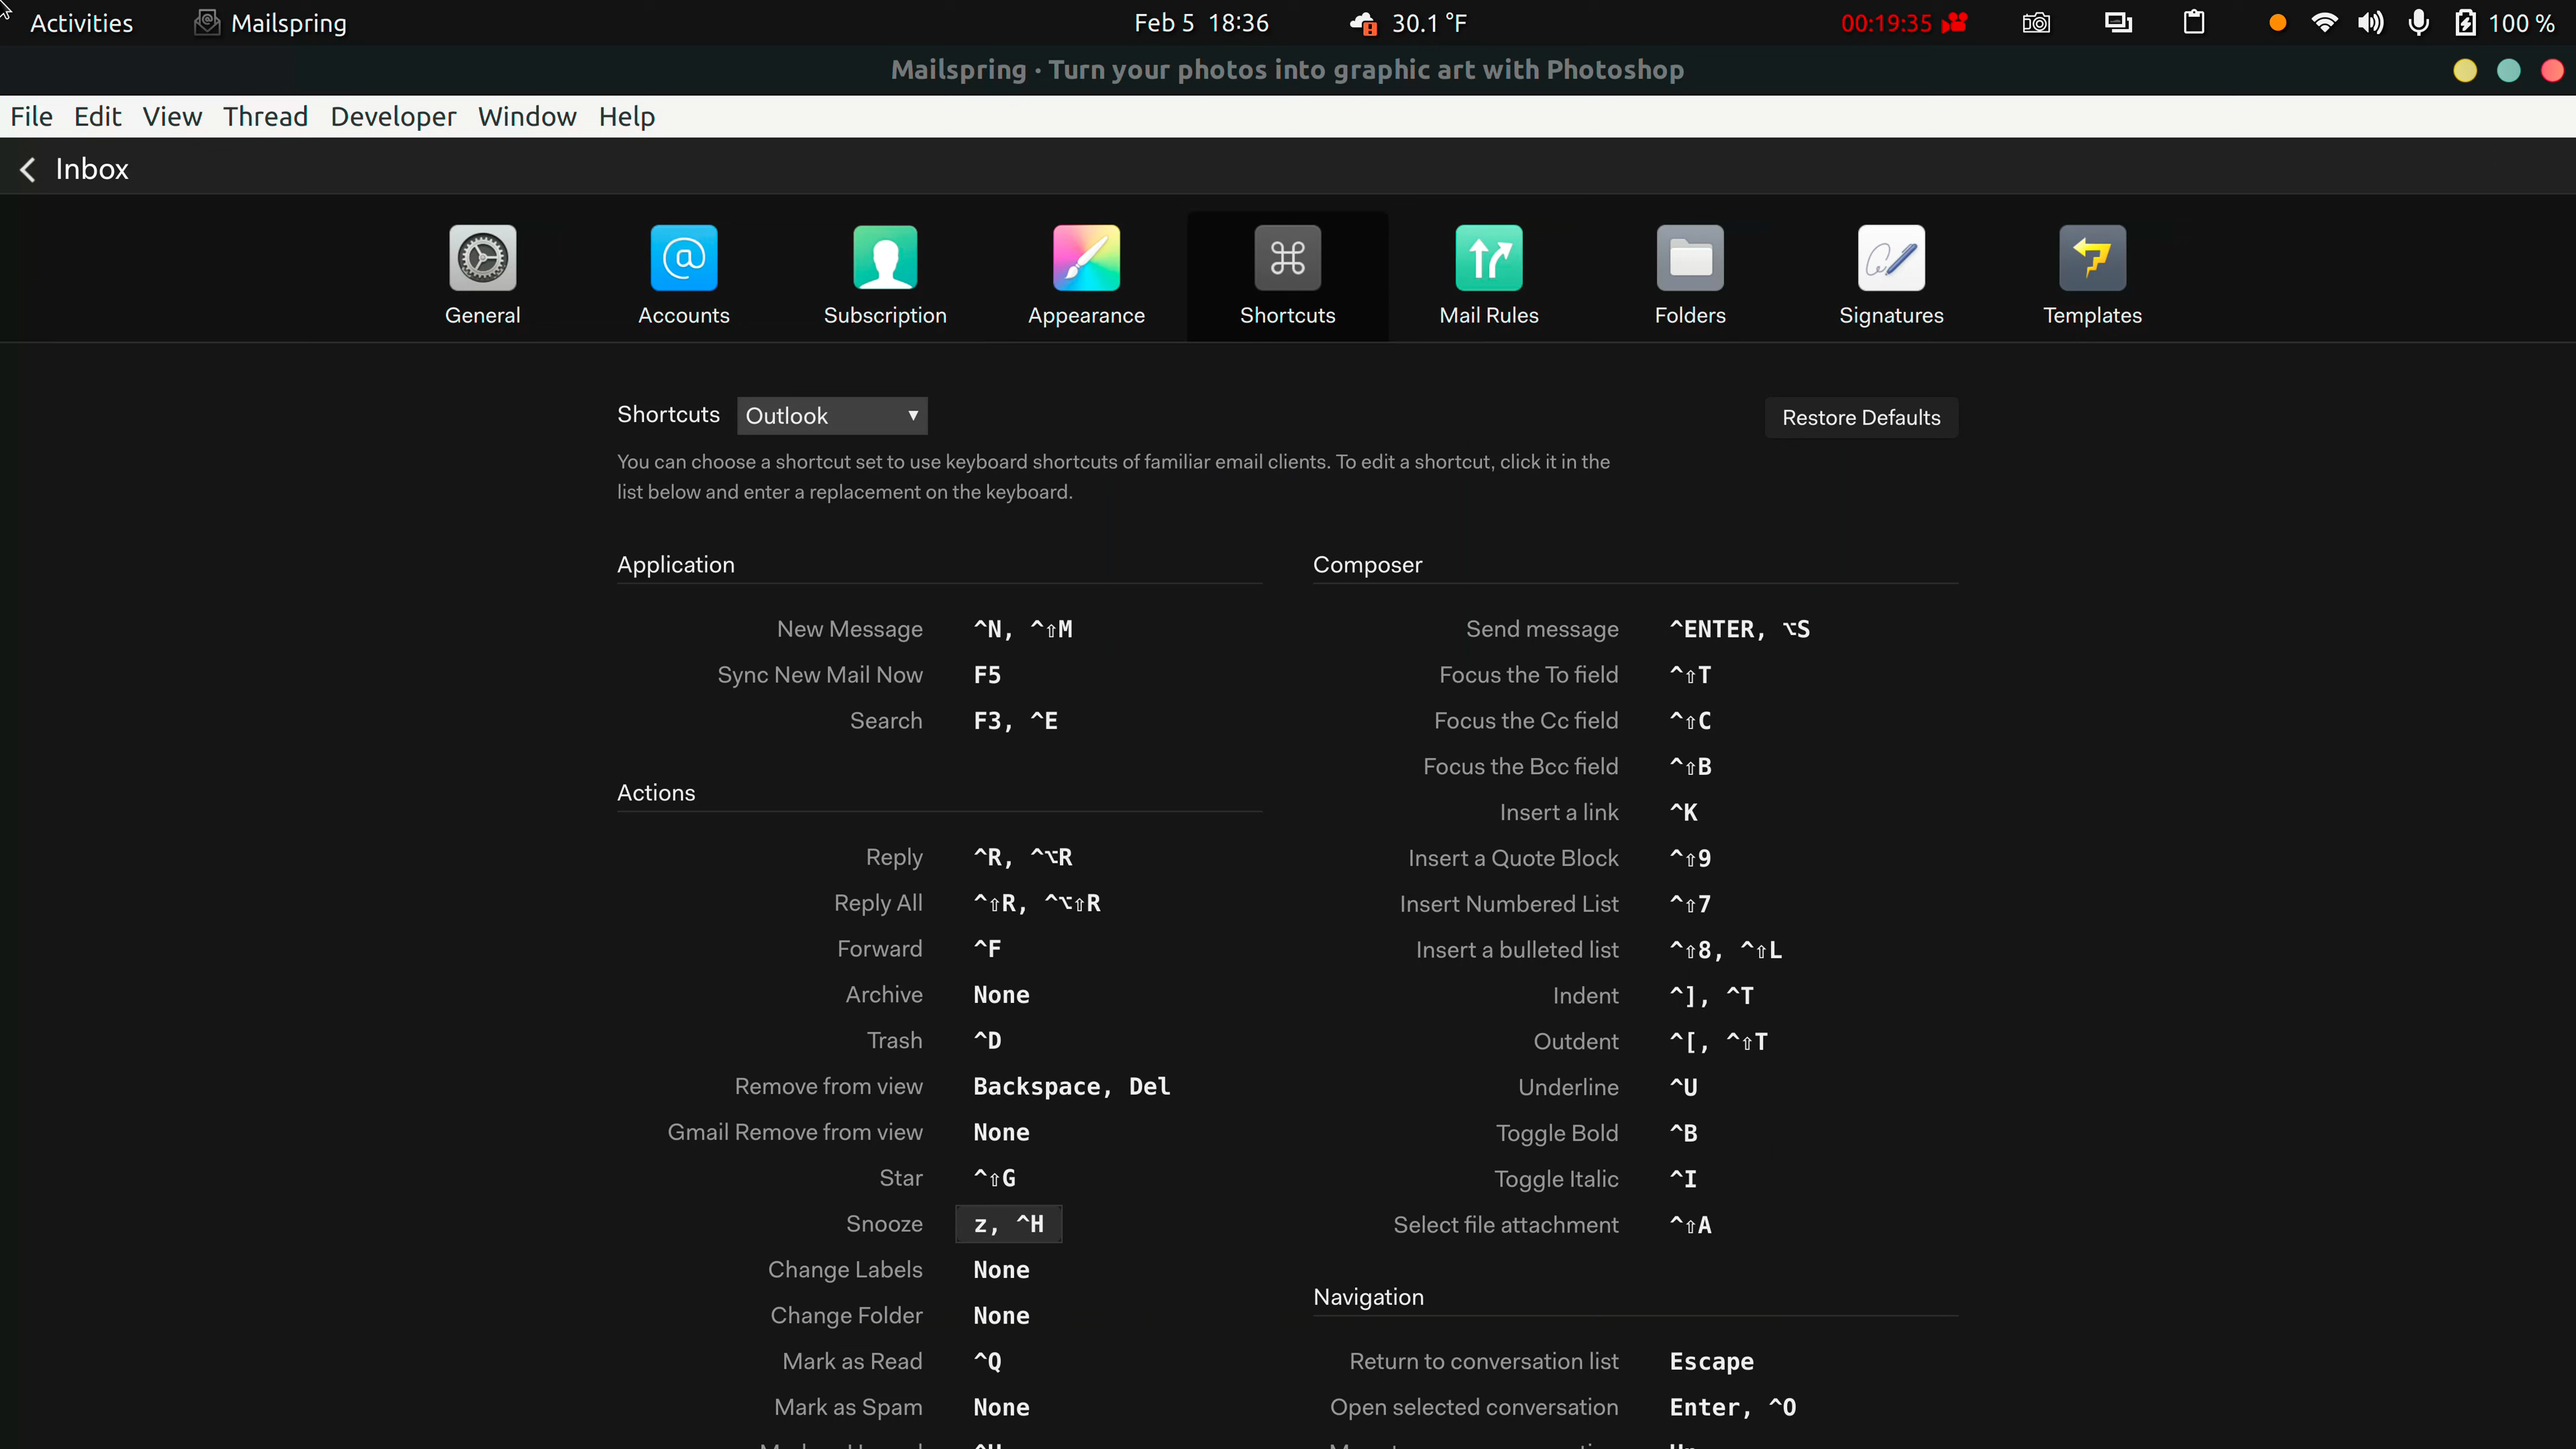 Activities
Mailspring
Feb 5 18:36
30.1 °F
00:19:35
100 %
Mailspring · Turn your photos into graphic art with Photoshop
File Edit View Thread Developer Window Help
Inbox
General
Accounts
Subscription
Appearance
Shortcuts
Mail Rules
Folders
Signatures
Templates
Shortcuts Outlook
Restore Defaults
You can choose a shortcut set to use keyboard shortcuts of familiar email clients. To edit a shortcut, click it in the
list below and enter a replacement on the keyboard.
Application
New Message ^N, ^⇧M
Sync New Mail Now F5
Search F3, ^E
Actions
Reply ^R, ^⌥R
Reply All ^⇧R, ^⌥⇧R
Forward ^F
Archive None
Trash ^D
Remove from view Backspace, Del
Gmail Remove from view None
Star ^⇧G
Snooze z, ^H
Change Labels None
Change Folder None
Mark as Read ^Q
Mark as Spam None
Composer
Send message ^ENTER, ⌥S
Focus the To field ^⇧T
Focus the Cc field ^⇧C
Focus the Bcc field ^⇧B
Insert a link ^K
Insert a Quote Block ^⇧9
Insert Numbered List ^⇧7
Insert a bulleted list ^⇧8, ^⇧L
Indent ^], ^T
Outdent ^[, ^⇧T
Underline ^U
Toggle Bold ^B
Toggle Italic ^I
Select file attachment ^⇧A
Navigation
Return to conversation list Escape
Open selected conversation Enter, ^O